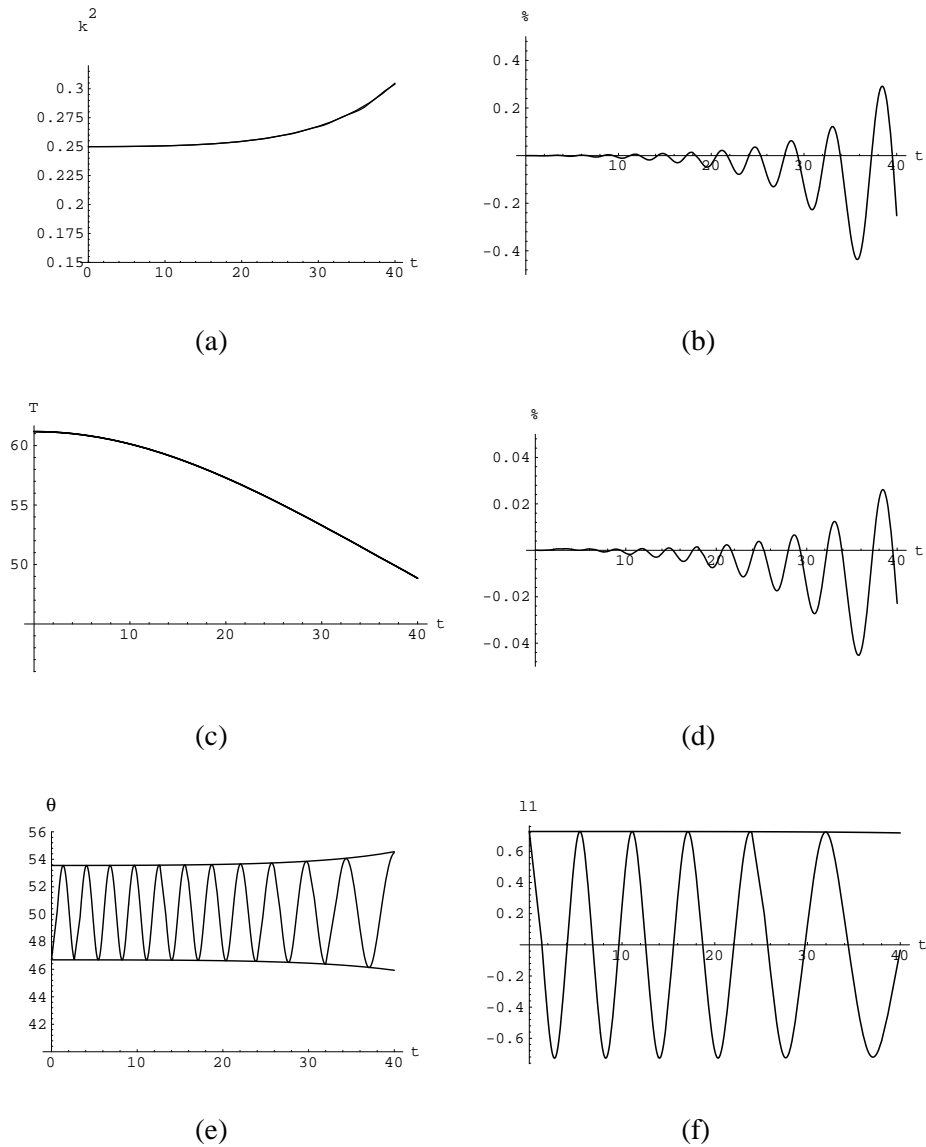 k^2
0.3
0.275
0.25
0.225
0.2
0.175
0.15
0 10 20 30 40 t
(a)
%
0.4
0.2
-0.2
-0.4
10 20 30 40 t
(b)
T
60
55
50
10 20 30 40 t
(c)
%
0.04
0.02
-0.02
-0.04
10 20 30 40 t
(d)
θ
56
54
52
50
48
46
44
42
0 10 20 30 40 t
(e)
l1
0.6
0.4
0.2
-0.2
-0.4
-0.6
10 20 30 40 t
(f)